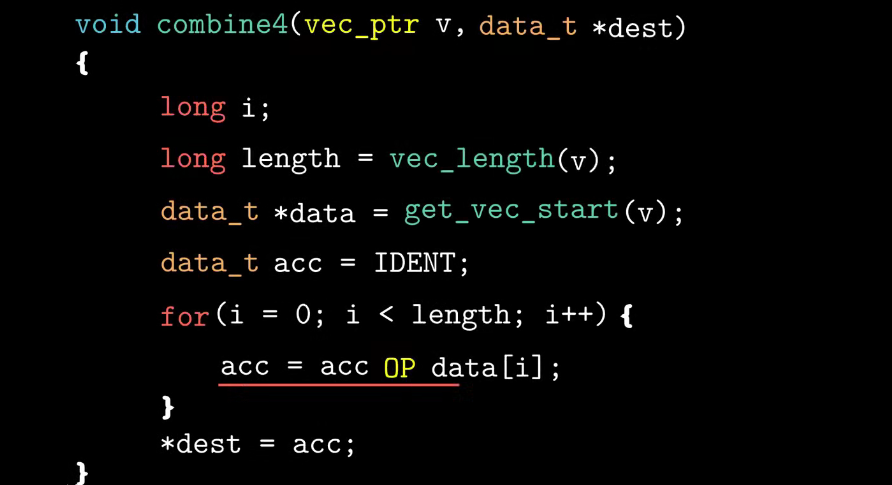 void combine4(vec_ptr v, data_t *dest)
{
long i;
long length = vec_length(v);
data_t *data = get_vec_start(v);
data_t acc = IDENT;
for(i = 0; i < length; i++) {
acc = acc OP data[i];
}
*dest = acc;
}